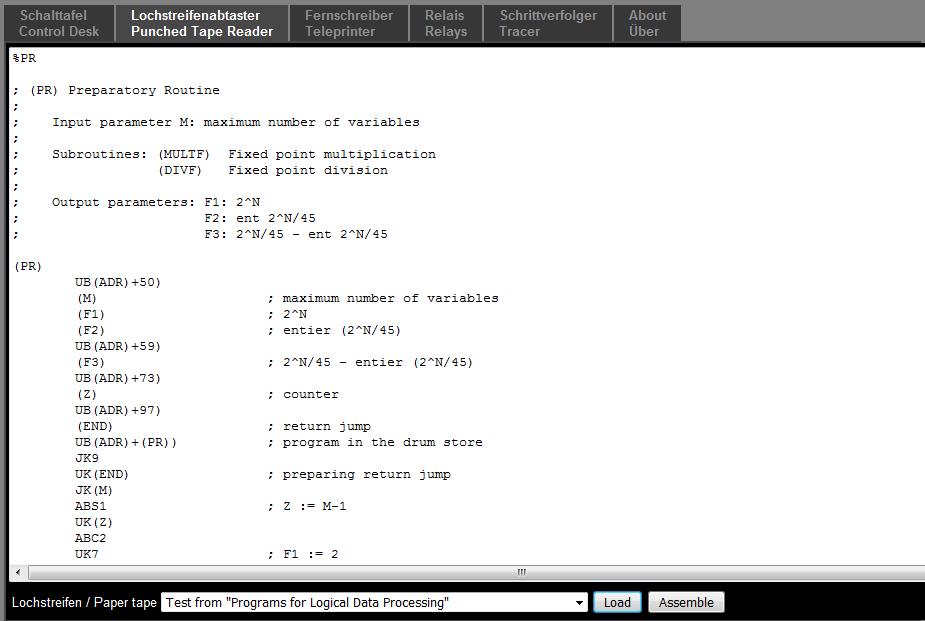 Schalttafel
Control Desk
Lochstreifenabtaster
Punched Tape Reader
Fernschreiber
Teleprinter
Relais
Relays
Schrittverfolger
Tracer
About
Über
%PR
; (PR) Preparatory Routine
;
; Input parameter M: maximum number of variables
;
; Subroutines: (MULTF) Fixed point multiplication
; (DIVF) Fixed point division
;
; Output parameters: F1: 2^N
; F2: ent 2^N/45
; F3: 2^N/45 - ent 2^N/45
(PR)
UB(ADR)+50)
(M) ; maximum number of variables
(F1) ; 2^N
(F2) ; entier (2^N/45)
UB(ADR)+59)
(F3) ; 2^N/45 - entier (2^N/45)
UB(ADR)+73)
(Z) ; counter
UB(ADR)+97)
(END) ; return jump
UB(ADR)+(PR)) ; program in the drum store
JK9
UK(END) ; preparing return jump
JK(M)
ABS1 ; Z := M-1
UK(Z)
ABC2
UK7 ; F1 := 2
Lochstreifen / Paper tape Test from "Programs for Logical Data Processing" Load Assemble